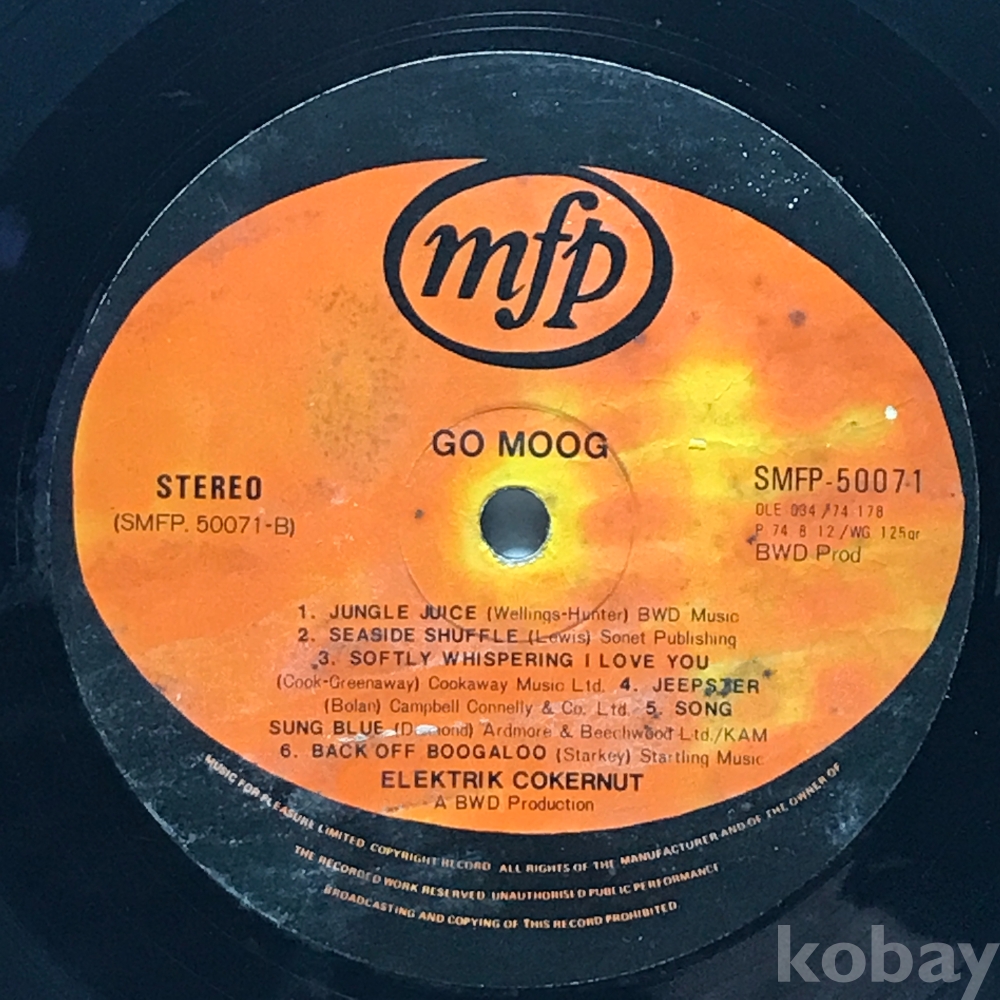 mfp
GO MOOG
STEREO
(SMFP. 50071-B)
SMFP-50071
DLE 034/74 178
P 74 B 12/WG 125gr
BWD Prod
1. JUNGLE JUICE (Wellings-Hunter) BWD Music
2. SEASIDE SHUFFLE (Lewis) Sonet Publishing
3. SOFTLY WHISPERING I LOVE YOU
(Cook-Greenaway) Cookaway Music Ltd. 4. JEEPSTER
(Bolan) Campbell Connelly & Co. Ltd. 5. SONG
SUNG BLUE (Diamond) Ardmore & Beechwood Ltd./KAM
6. BACK OFF BOOGALOO (Starkey) Startling Music
ELEKTRIK COKERNUT
A BWD Production
MUSIC FOR PLEASURE LIMITED. COPYRIGHT RECORD. ALL RIGHTS OF THE MANUFACTURER AND OF THE OWNER OF
THE RECORDED WORK RESERVED. UNAUTHORISED PUBLIC PERFORMANCE
BROADCASTING AND COPYING OF THIS RECORD PROHIBITED
kobay